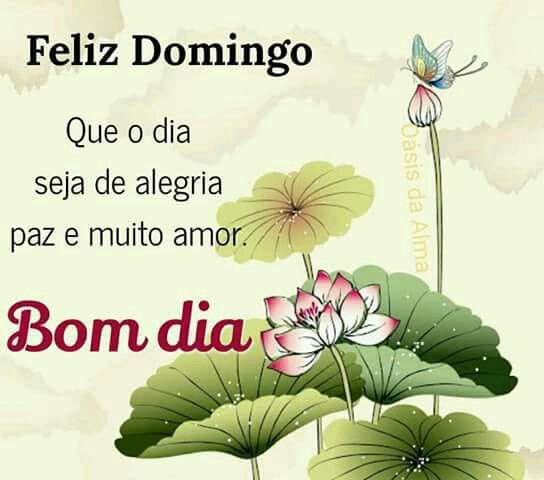 Feliz Domingo
Que o dia
seja de alegria
paz e muito amor.
Bom dia
Oásis da Alma